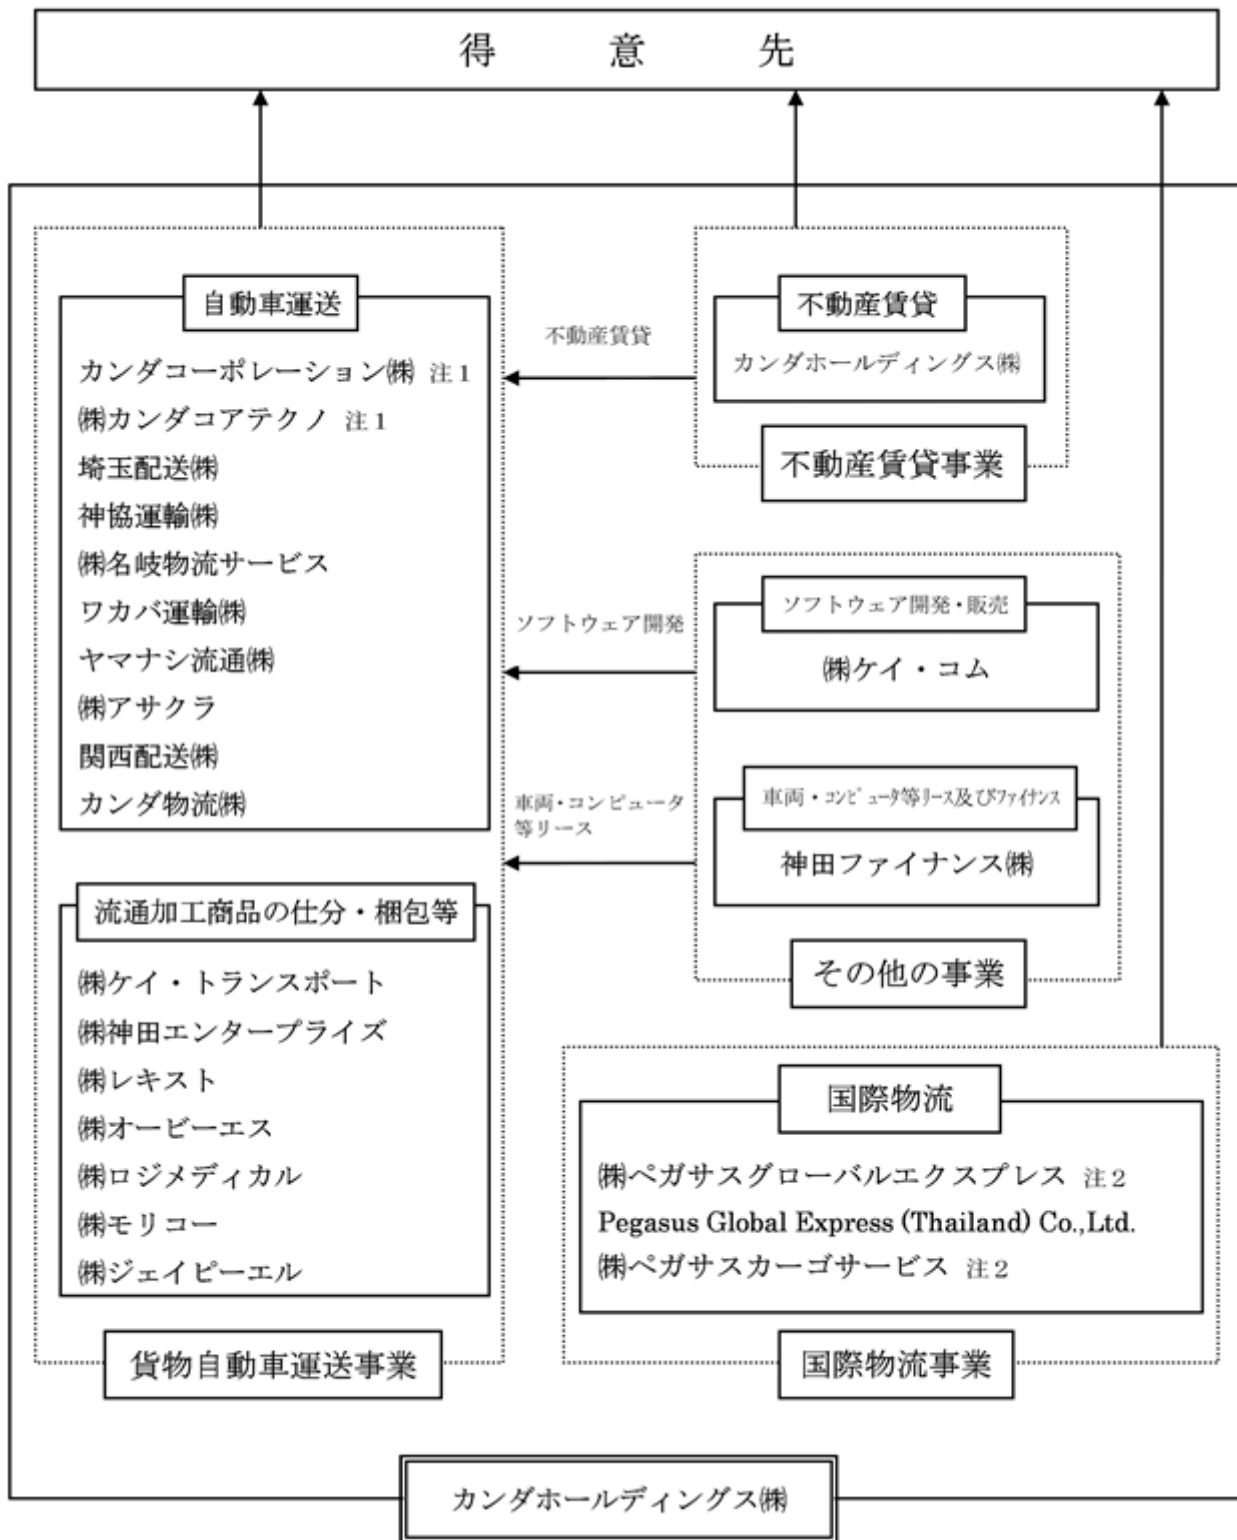 得意先
自動車運送
カンダコーポレーション㈱ 注1
㈱カンダコアテクノ 注1
埼玉配送㈱
神協運輸㈱
㈱名岐物流サービス
ワカバ運輸㈱
ヤマナシ流通㈱
㈱アサクラ
関西配送㈱
カンダ物流㈱
流通加工商品の仕分・梱包等
㈱ケイ・トランスポート
㈱神田エンタープライズ
㈱レキスト
㈱オービーエス
㈱ロジメディカル
㈱モリコー
㈱ジェイピーエル
貨物自動車運送事業
不動産賃貸
ソフトウェア開発
車両・コンピュータ
等リース
不動産賃貸
カンダホールディングス㈱
不動産賃貸事業
ソフトウェア開発・販売
㈱ケイ・コム
車両・ｺﾝﾋﾟｭｰﾀ等ﾘｰｽ及びﾌｧｲﾅﾝｽ
神田ファイナンス㈱
その他の事業
国際物流
㈱ペガサスグローバルエクスプレス 注2
Pegasus Global Express (Thailand) Co.,Ltd.
㈱ペガサスカーゴサービス 注2
国際物流事業
カンダホールディングス㈱